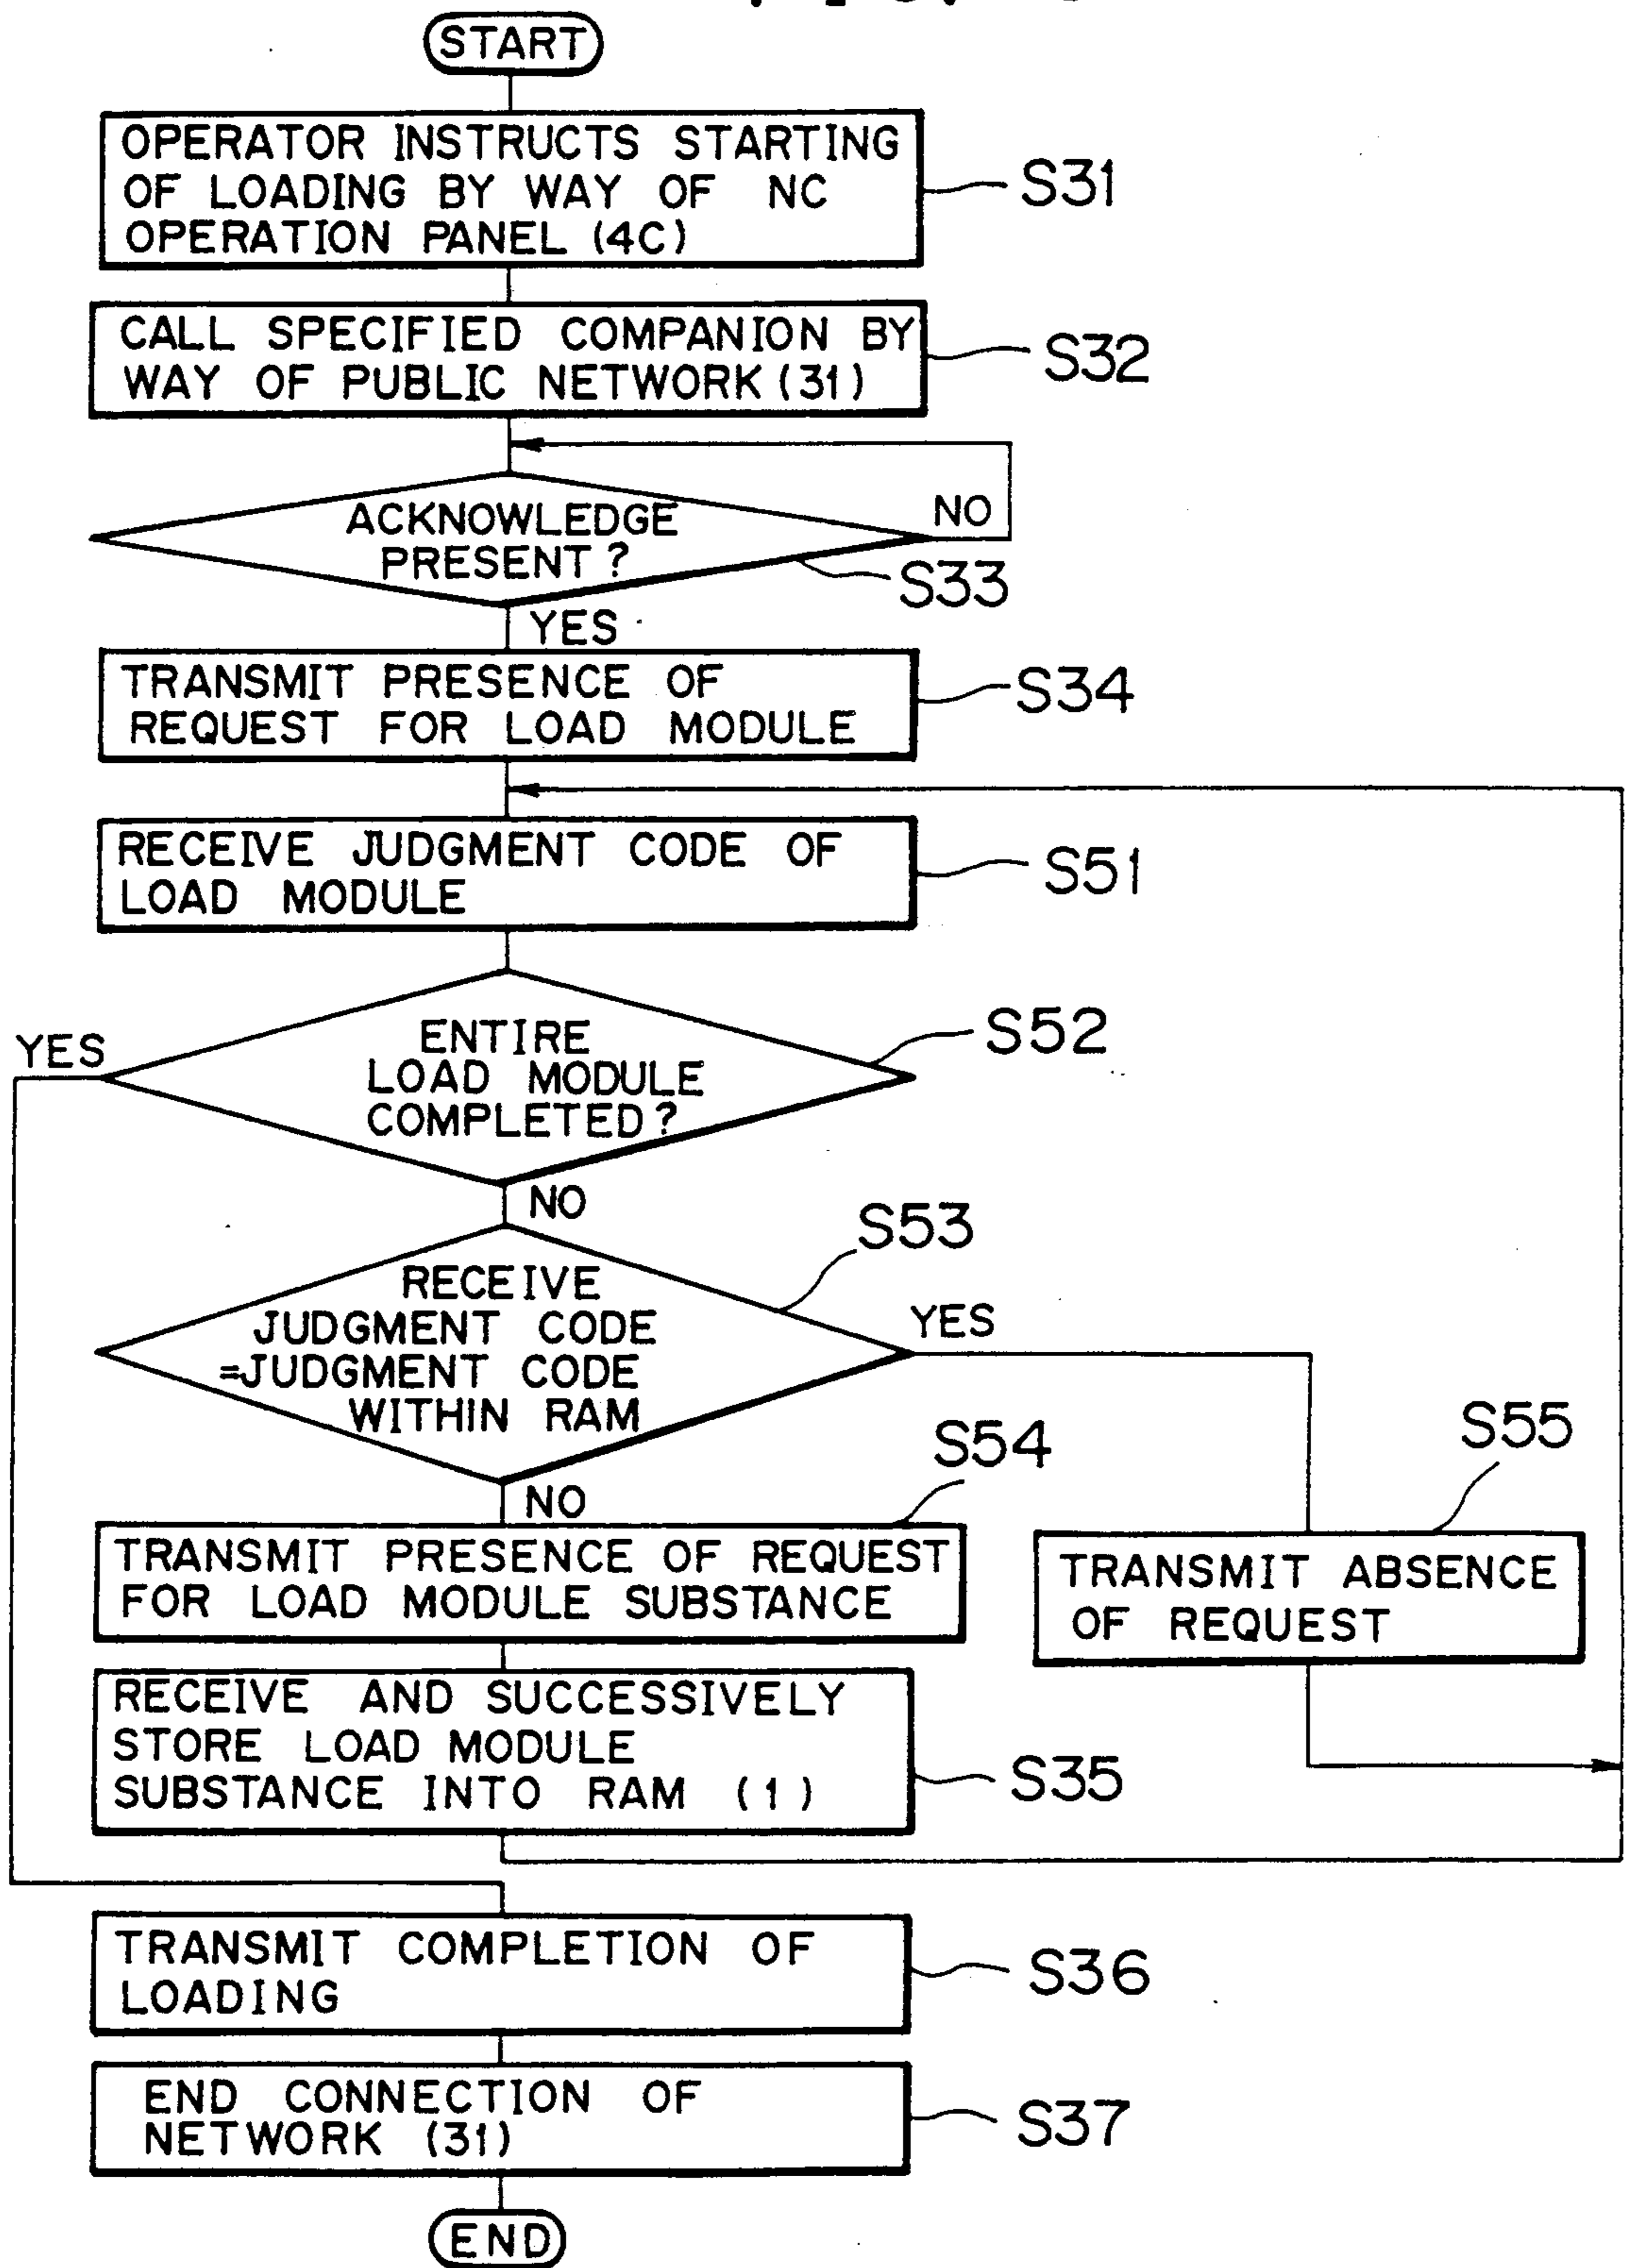 START
OPERATOR INSTRUCTS STARTING
OF LOADING BY WAY OF NC
OPERATION PANEL (4C)
S31
CALL SPECIFIED COMPANION BY
WAY OF PUBLIC NETWORK (31)
S32
ACKNOWLEDGE
PRESENT?
NO
S33
YES
TRANSMIT PRESENCE OF
REQUEST FOR LOAD MODULE
S34
RECEIVE JUDGMENT CODE OF
LOAD MODULE
S51
ENTIRE
LOAD MODULE
COMPLETED?
S52
YES
NO
S53
RECEIVE
JUDGMENT CODE
=JUDGMENT CODE
WITHIN RAM
YES
NO
S54
TRANSMIT PRESENCE OF REQUEST
FOR LOAD MODULE SUBSTANCE
S55
TRANSMIT ABSENCE
OF REQUEST
RECEIVE AND SUCCESSIVELY
STORE LOAD MODULE
SUBSTANCE INTO RAM (1)
S35
TRANSMIT COMPLETION OF
LOADING
S36
END CONNECTION OF
NETWORK (31)
S37
END